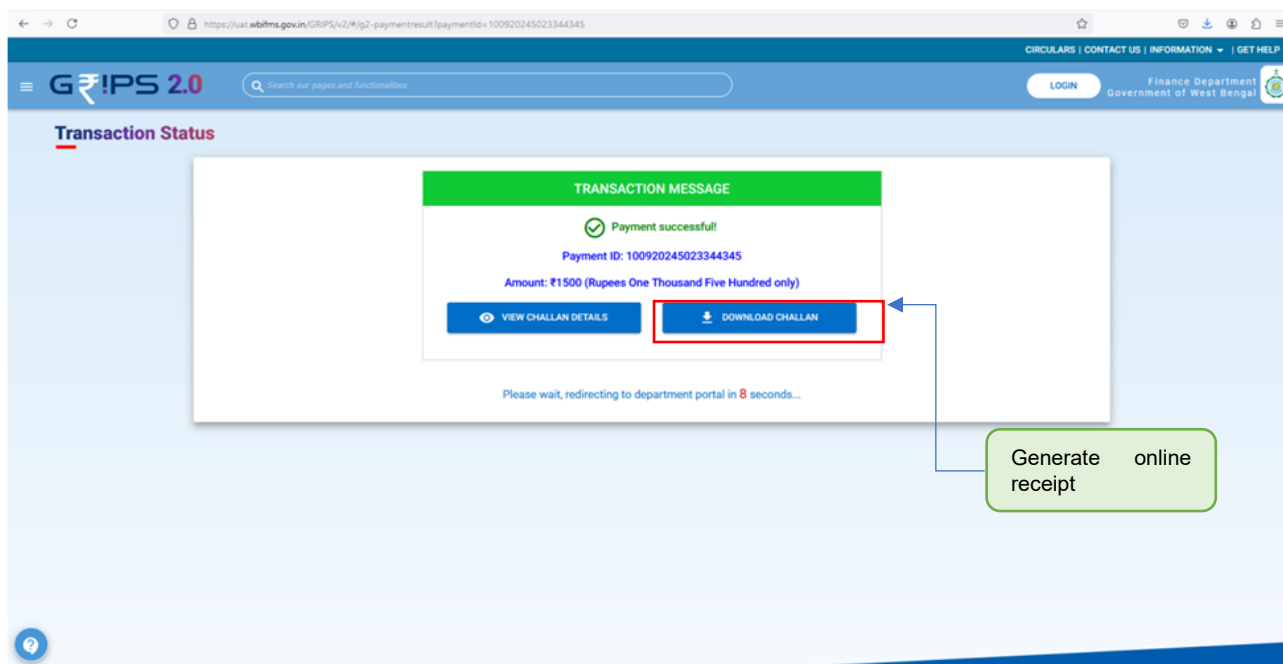 https://uat.wbifms.gov.in/GRIPS/v2/#/g2-paymentresult?paymentId=100920245023344345
CIRCULARS | CONTACT US | INFORMATION | GET HELP
G₹!PS 2.0
Search our pages and functionalities
LOGIN
Finance Department
Government of West Bengal
Transaction Status
TRANSACTION MESSAGE
Payment successful!
Payment ID: 100920245023344345
Amount: ₹1500 (Rupees One Thousand Five Hundred only)
VIEW CHALLAN DETAILS
DOWNLOAD CHALLAN
Please wait, redirecting to department portal in 8 seconds...
Generate online
receipt